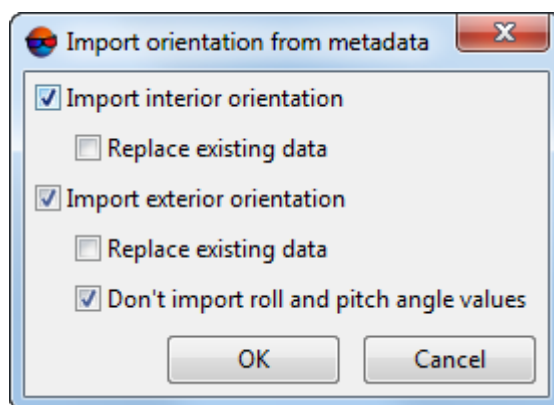 Import orientation from metadata
Import interior orientation
Replace existing data
Import exterior orientation
Replace existing data
Don't import roll and pitch angle values
OK Cancel